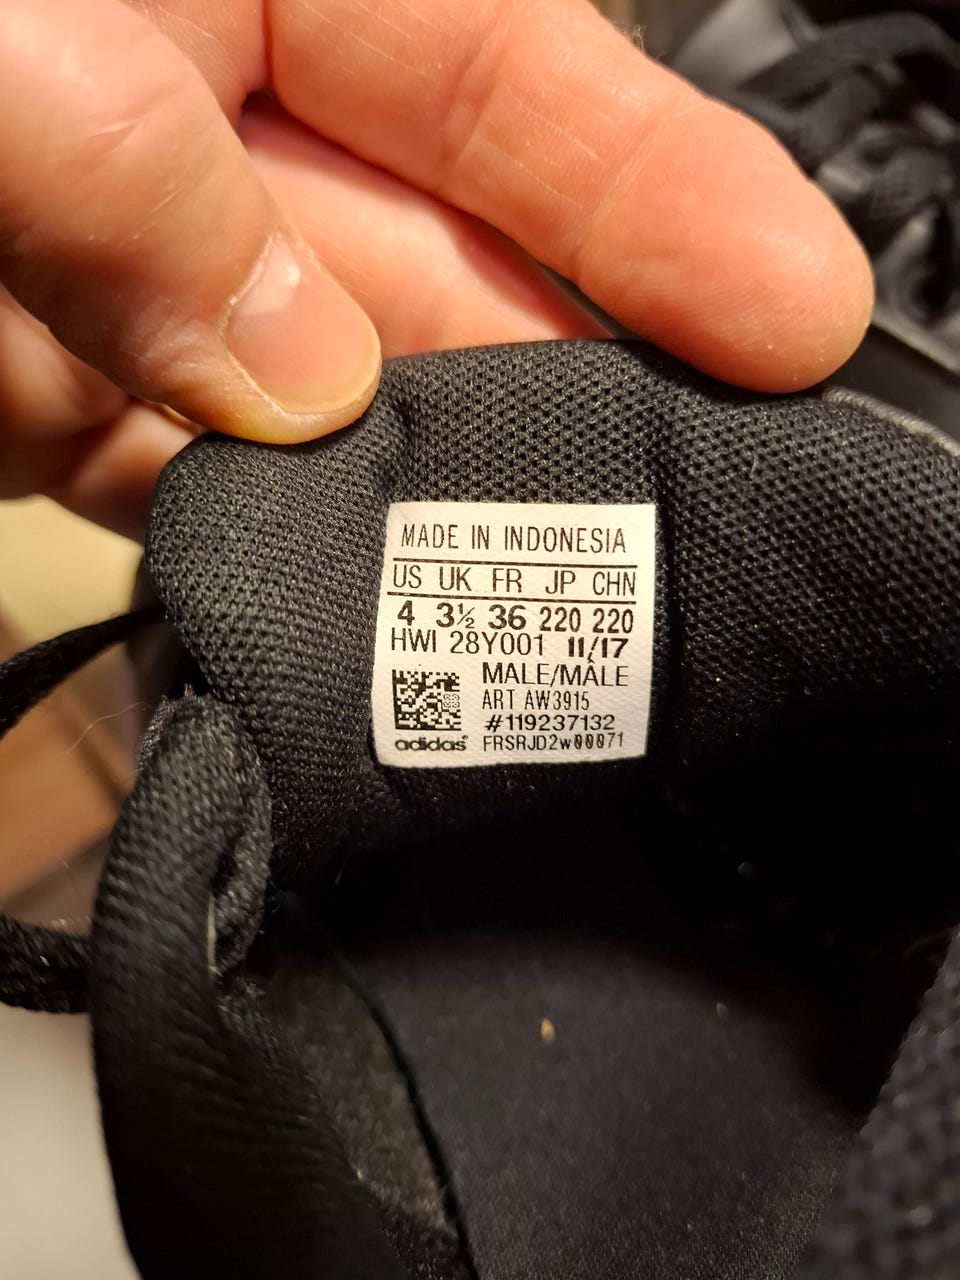 MADE IN INDONESIA
US UK FR JP CHN
4 3½ 36 220 220
HWI 28Y001 11/17
MALE/MÂLE
ART AW3915
#119237132
adidas FRSRJD2w00071